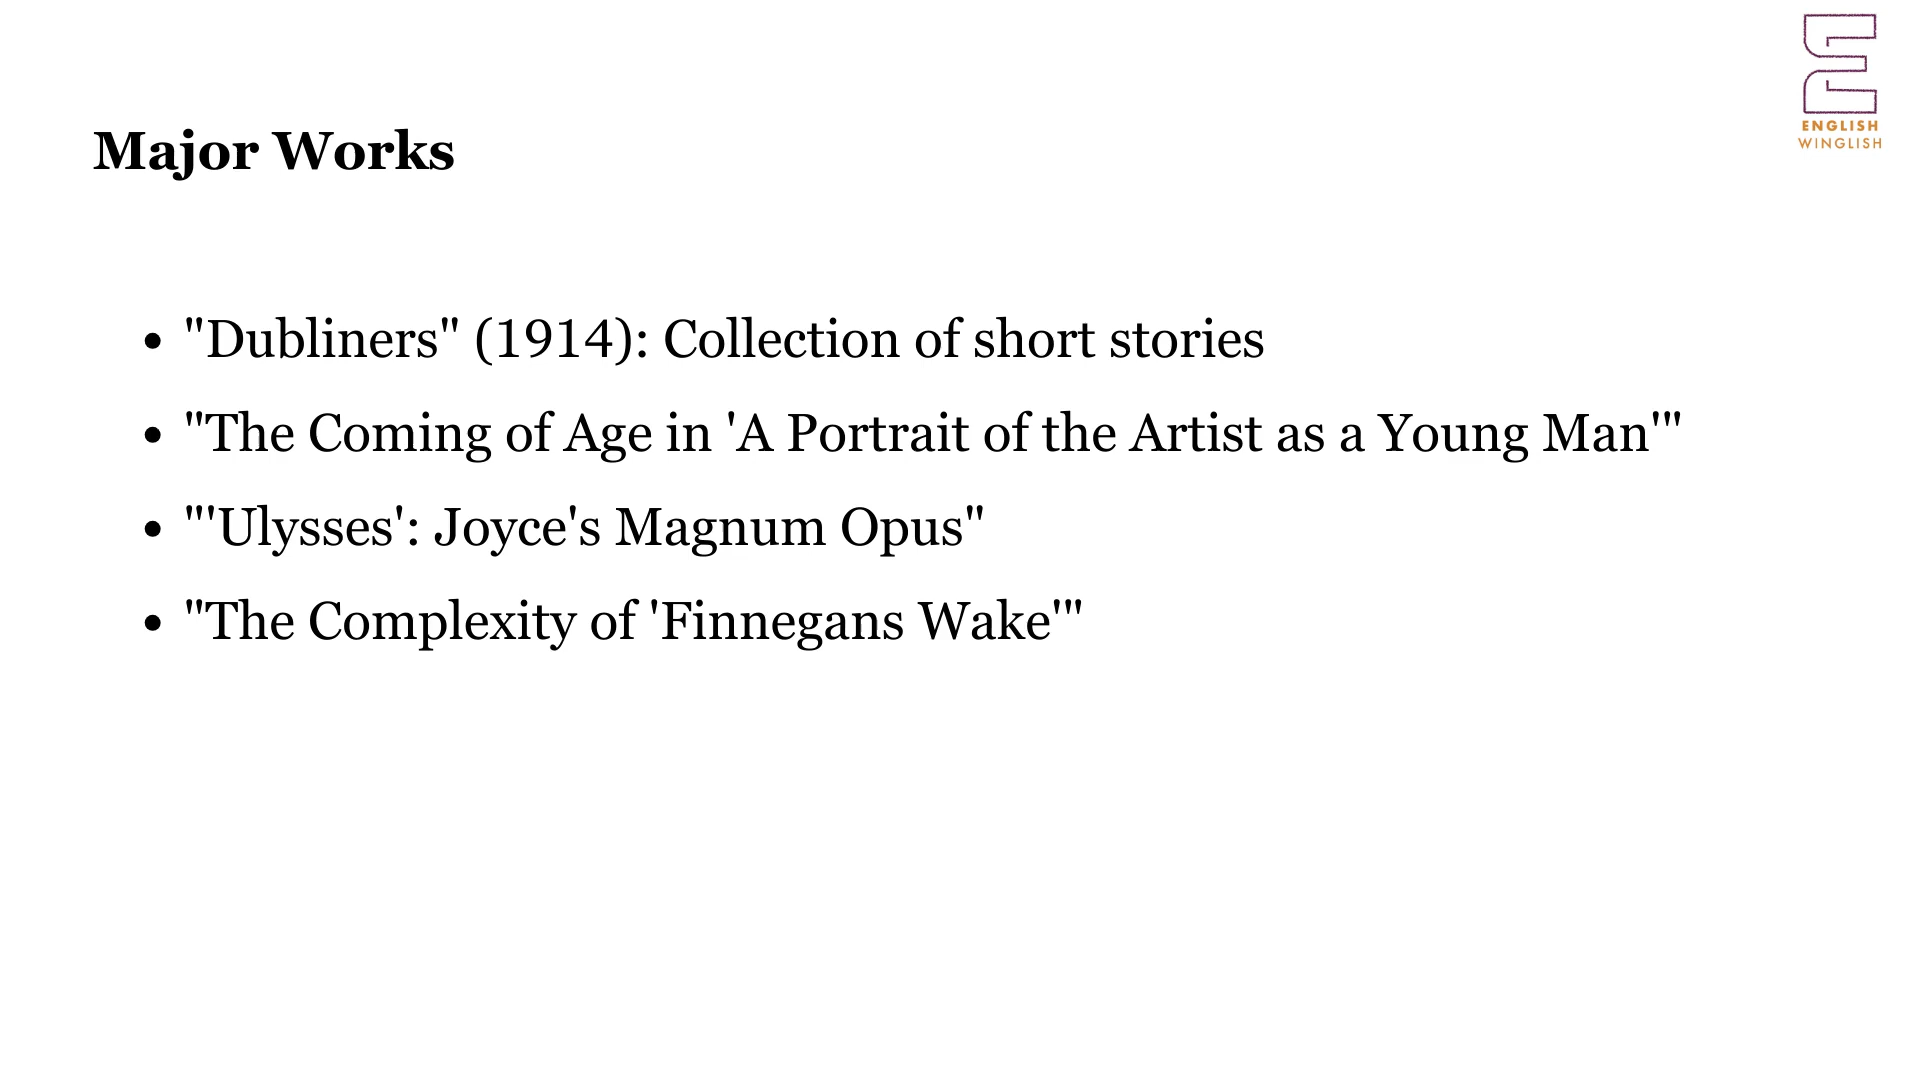 ENGLISH
WINGLISH
Major Works
• "Dubliners" (1914): Collection of short stories
• "The Coming of Age in 'A Portrait of the Artist as a Young Man'"
• "'Ulysses': Joyce's Magnum Opus"
• "The Complexity of 'Finnegans Wake'"